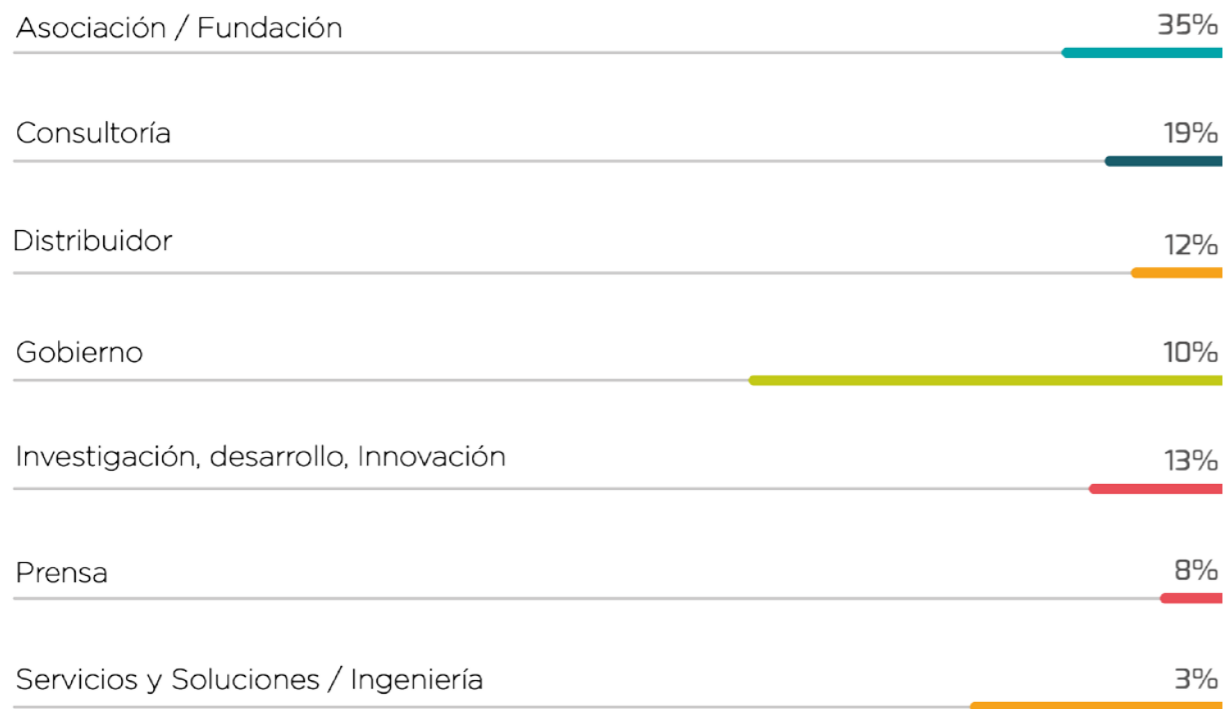 Asociación / Fundación 35%
Consultoría 19%
Distribuidor 12%
Gobierno 10%
Investigación, desarrollo, Innovación 13%
Prensa 8%
Servicios y Soluciones / Ingeniería 3%